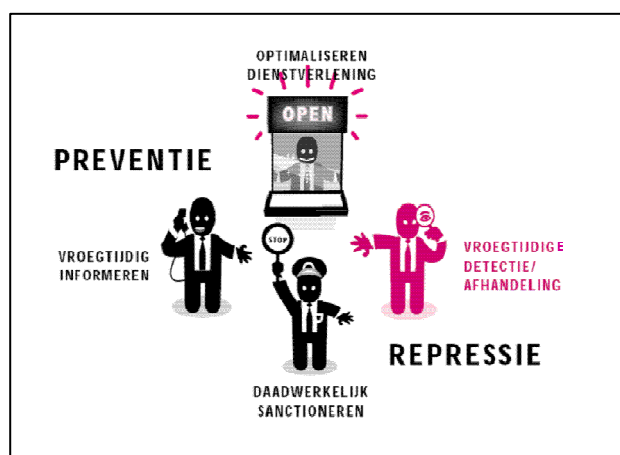 OPTIMALISEREN
DIENSTVERLENING
OPEN
PREVENTIE
VROEGTIJDIG
INFORMEREN
STOP
VROEGTIJDIGE
DETECTIE/
AFHANDELING
REPRESSIE
DAADWERKELIJK
SANCTIONEREN